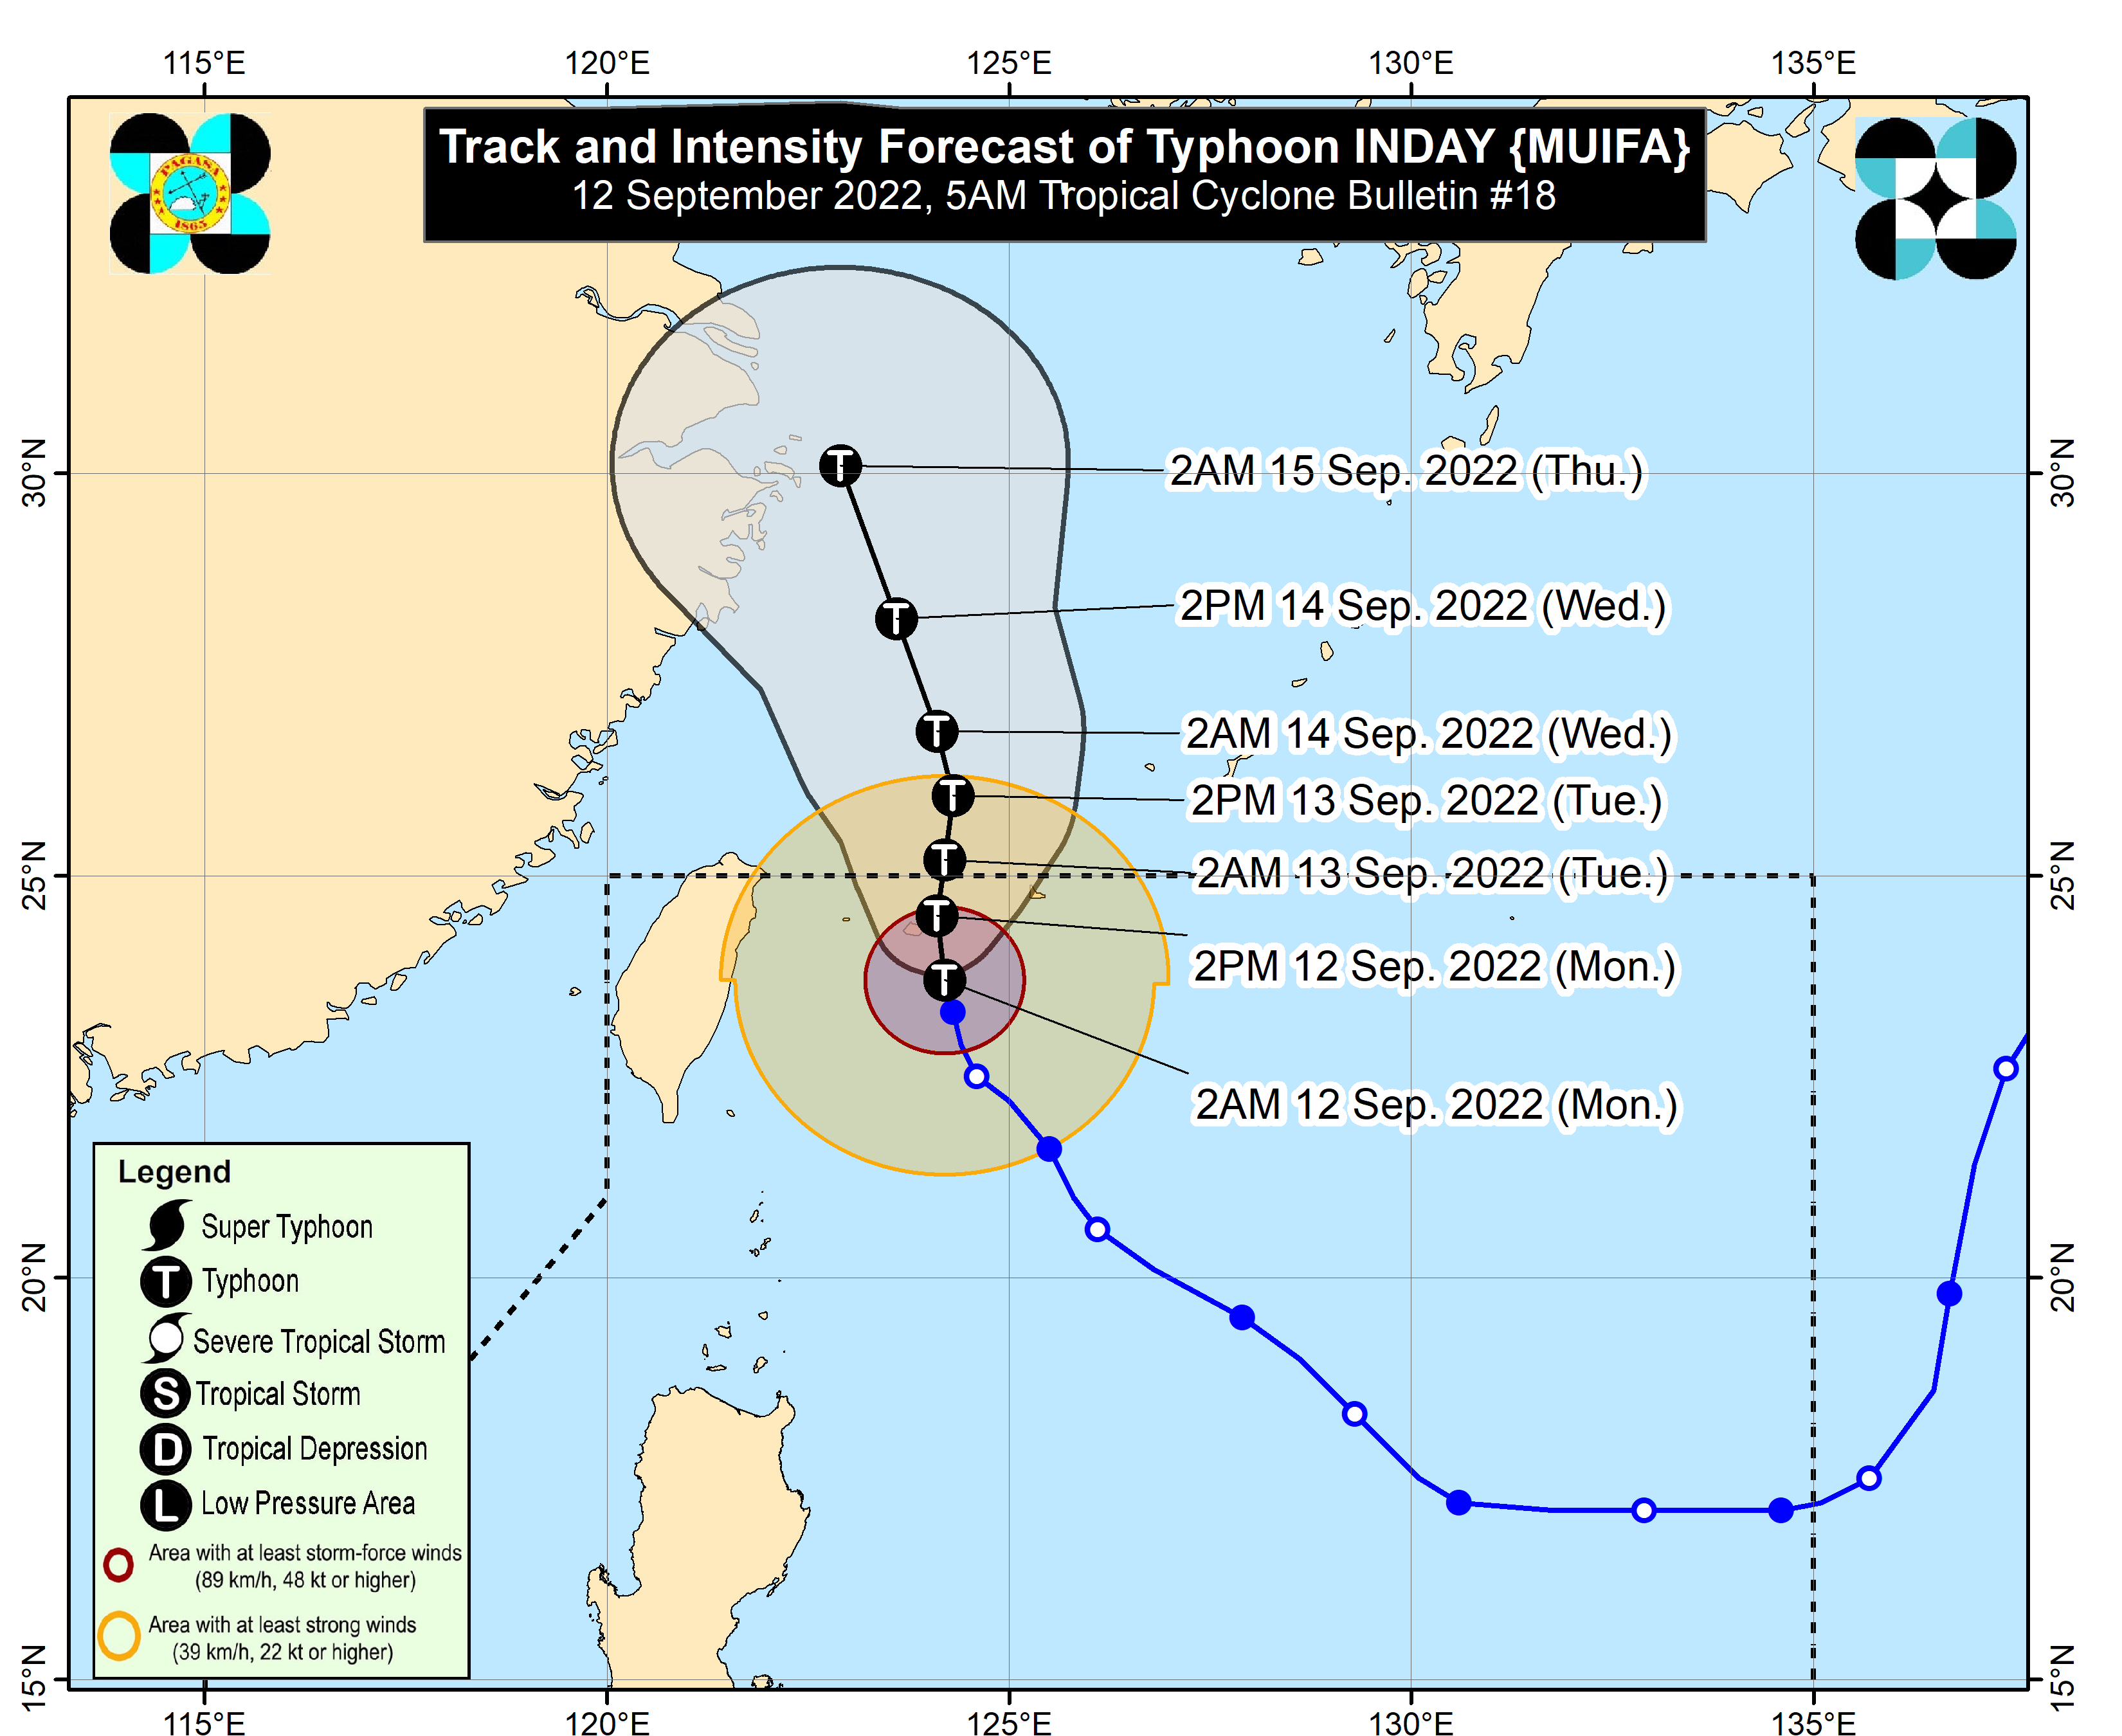 115°E 120°E 125°E 130°E 135°E
Track and Intensity Forecast of Typhoon INDAY {MUIFA}
12 September 2022, 5AM Tropical Cyclone Bulletin #18
PAGASA
1865
30°N
2AM 15 Sep. 2022 (Thu.)
30°N
2PM 14 Sep. 2022 (Wed.)
2AM 14 Sep. 2022 (Wed.)
2PM 13 Sep. 2022 (Tue.)
25°N
2AM 13 Sep. 2022 (Tue.)
25°N
2PM 12 Sep. 2022 (Mon.)
2AM 12 Sep. 2022 (Mon.)
T
T
T
T
T
T
T
Legend
Super Typhoon
T Typhoon
Severe Tropical Storm
S Tropical Storm
D Tropical Depression
L Low Pressure Area
Area with at least storm-force winds
(89 km/h, 48 kt or higher)
Area with at least strong winds
(39 km/h, 22 kt or higher)
20°N
20°N
15°N
15°N
115°E 120°E 125°E 130°E 135°E